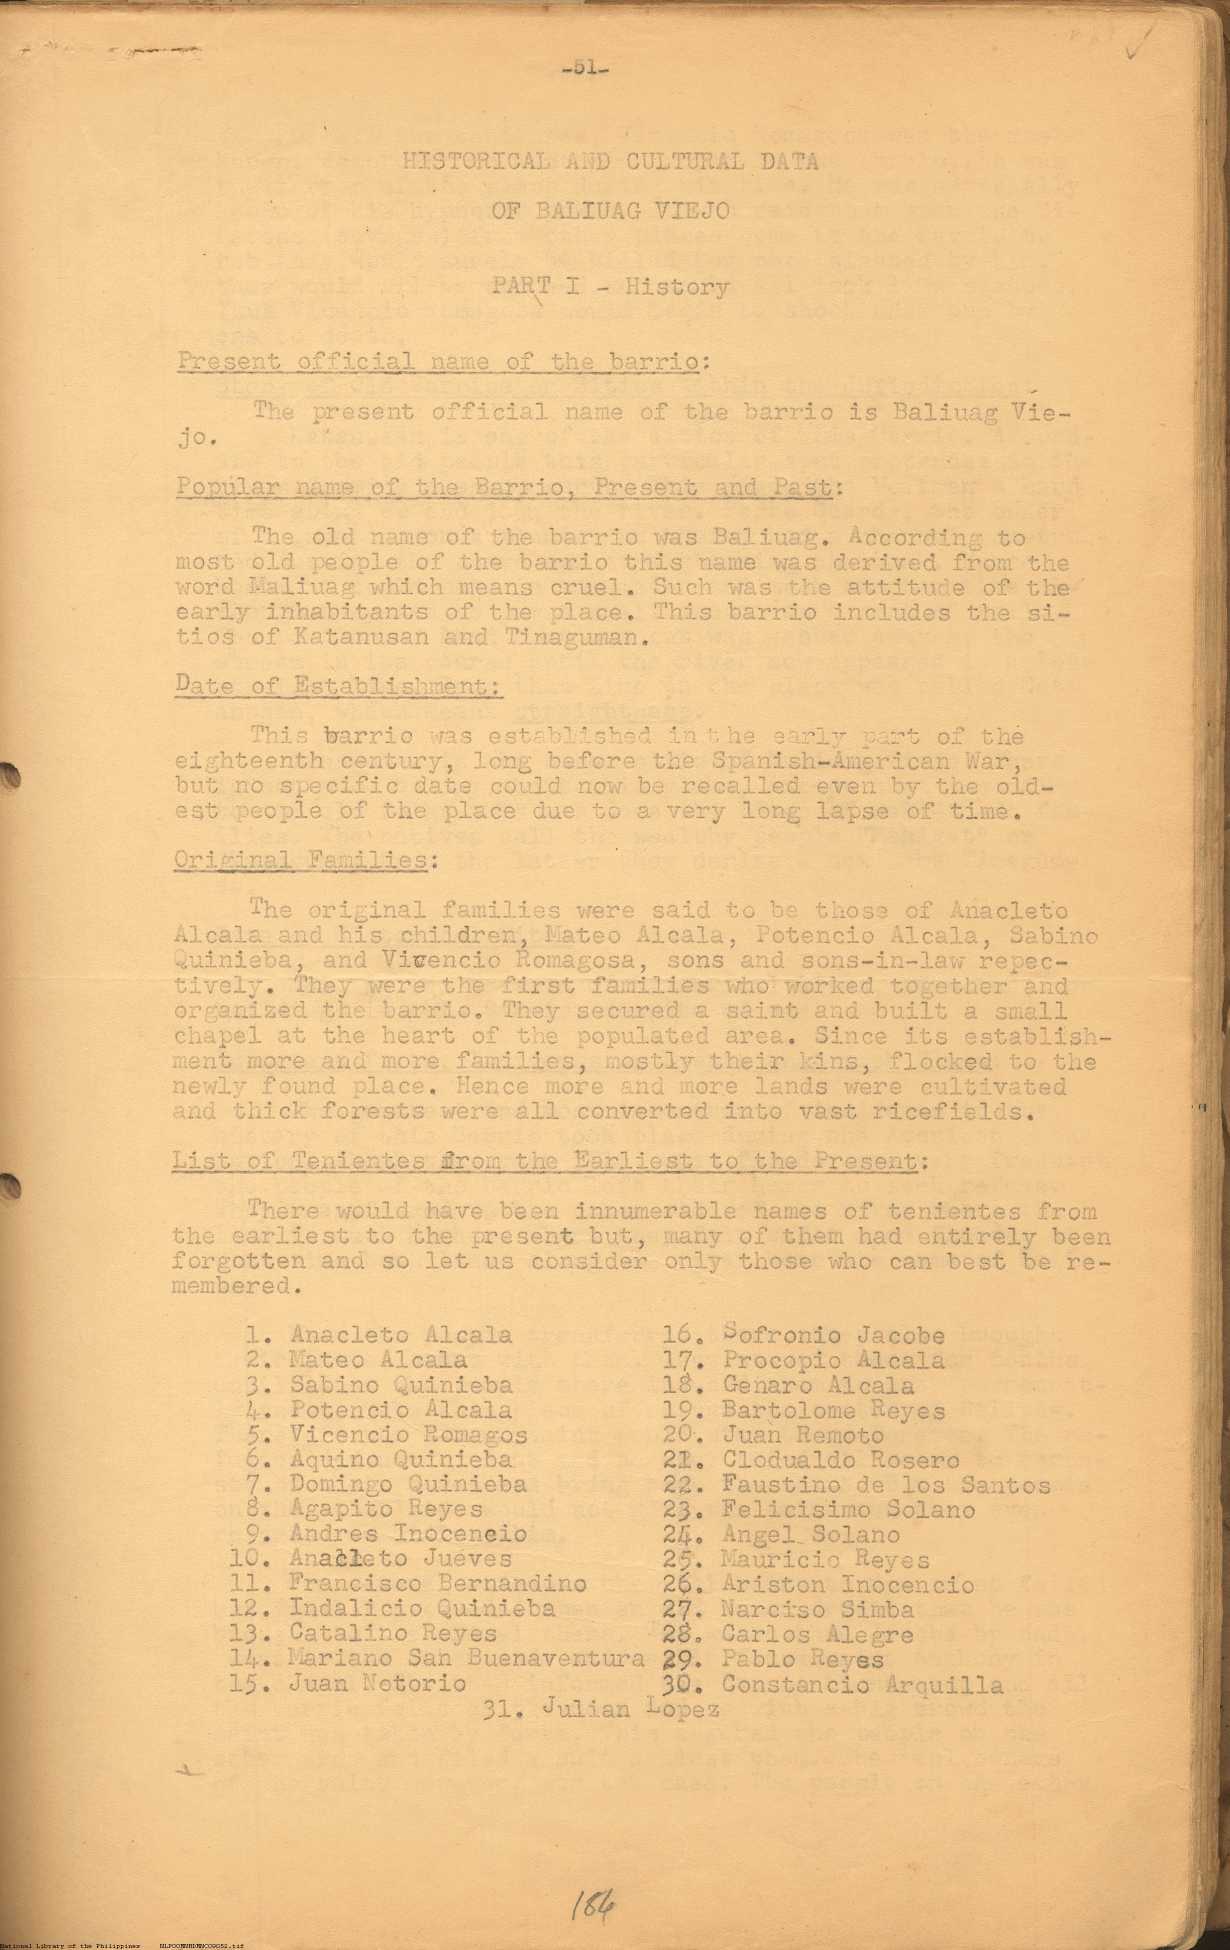 -51-
HISTORICAL AND CULTURAL DATA
OF BALIUAG VIEJO
PART I - History
Present official name of the barrio:
The present official name of the barrio is Baliuag Vie-
jo.
Popular name of the Barrio, Present and Past:
The old name of the barrio was Baliuag. According to
most old people of the barrio this name was derived from the
word Maliuag which means cruel. Such was the attitude of the
early inhabitants of the place. This barrio includes the si-
tios of Katanusan and Tinaguman.
Date of Establishment:
This barrio was established in the early part of the
eighteenth century, long before the Spanish-American War,
but no specific date could now be recalled even by the old-
est people of the place due to a very long lapse of time.
Original Families:
The original families were said to be those of Anacleto
Alcala and his children, Mateo Alcala, Potencio Alcala, Sabino
Quinieba, and Vicencio Romagosa, sons and sons-in-law repec-
tively. They were the first families who worked together and
organized the barrio. They secured a saint and built a small
chapel at the heart of the populated area. Since its establish-
ment more and more families, mostly their kins, flocked to the
newly found place. Hence more and more lands were cultivated
and thick forests were all converted into vast ricefields.
List of Tenientes from the Earliest to the Present:
There would have been innumerable names of tenientes from
the earliest to the present but, many of them had entirely been
forgotten and so let us consider only those who can best be re-
membered.
1. Anacleto Alcala
2. Mateo Alcala
3. Sabino Quinieba
4. Potencio Alcala
5. Vicencio Romagos
6. Aquino Quinieba
7. Domingo Quinieba
8. Agapito Reyes
9. Andres Inocencio
10. Anacleto Jueves
11. Francisco Bernandino
12. Indalicio Quinieba
13. Catalino Reyes
14. Mariano San Buenaventura
15. Juan Notorio
16. Sofronio Jacobe
17. Procopio Alcala
18. Genaro Alcala
19. Bartolome Reyes
20. Juan Remoto
21. Clodualdo Rosero
22. Faustino de los Santos
23. Felicisimo Solano
24. Angel Solano
25. Mauricio Reyes
26. Ariston Inocencio
27. Narciso Simba
28. Carlos Alegre
29. Pablo Reyes
30. Constancio Arquilla
31. Julian Lopez
186
National Library of the Philippines